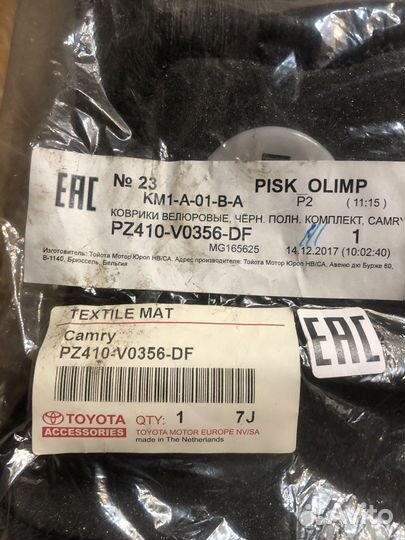 EAC
№ 23
PISK_OLIMP
KM1-A-01-B-A
P2
(11:15)
КОВРИКИ ВЕЛЮРОВЫЕ, ЧЁРН. ПОЛН. КОМПЛЕКТ, CAMRY
PZ410-V0356-DF
1
MG165625
14.12.2017 (10:02:40)
Изготовитель: Тойота Мотор Юроп НВ/СА. Адрес производителя: Тойота Мотор Юроп НВ/СА, Авеню дю Бурже 60,
B-1140, Брюссель, Бельгия
TEXTILE MAT
Camry
PZ410-V0356-DF
EAC
TOYOTA
ACCESSORIES
QTY: 1 7J
TOYOTA MOTOR EUROPE NV/SA
made in The Netherlands
Avito